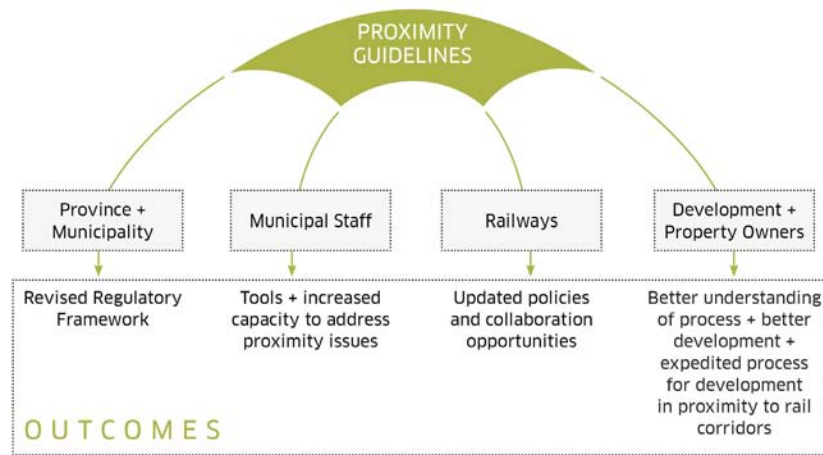 PROXIMITY
GUIDELINES
Province +
Municipality
Municipal Staff
Railways
Development +
Property Owners
Revised Regulatory
Framework
Tools + increased
capacity to address
proximity issues
Updated policies
and collaboration
opportunities
Better understanding
of process + better
development +
expedited process
for development
in proximity to rail
corridors
OUTCOMES